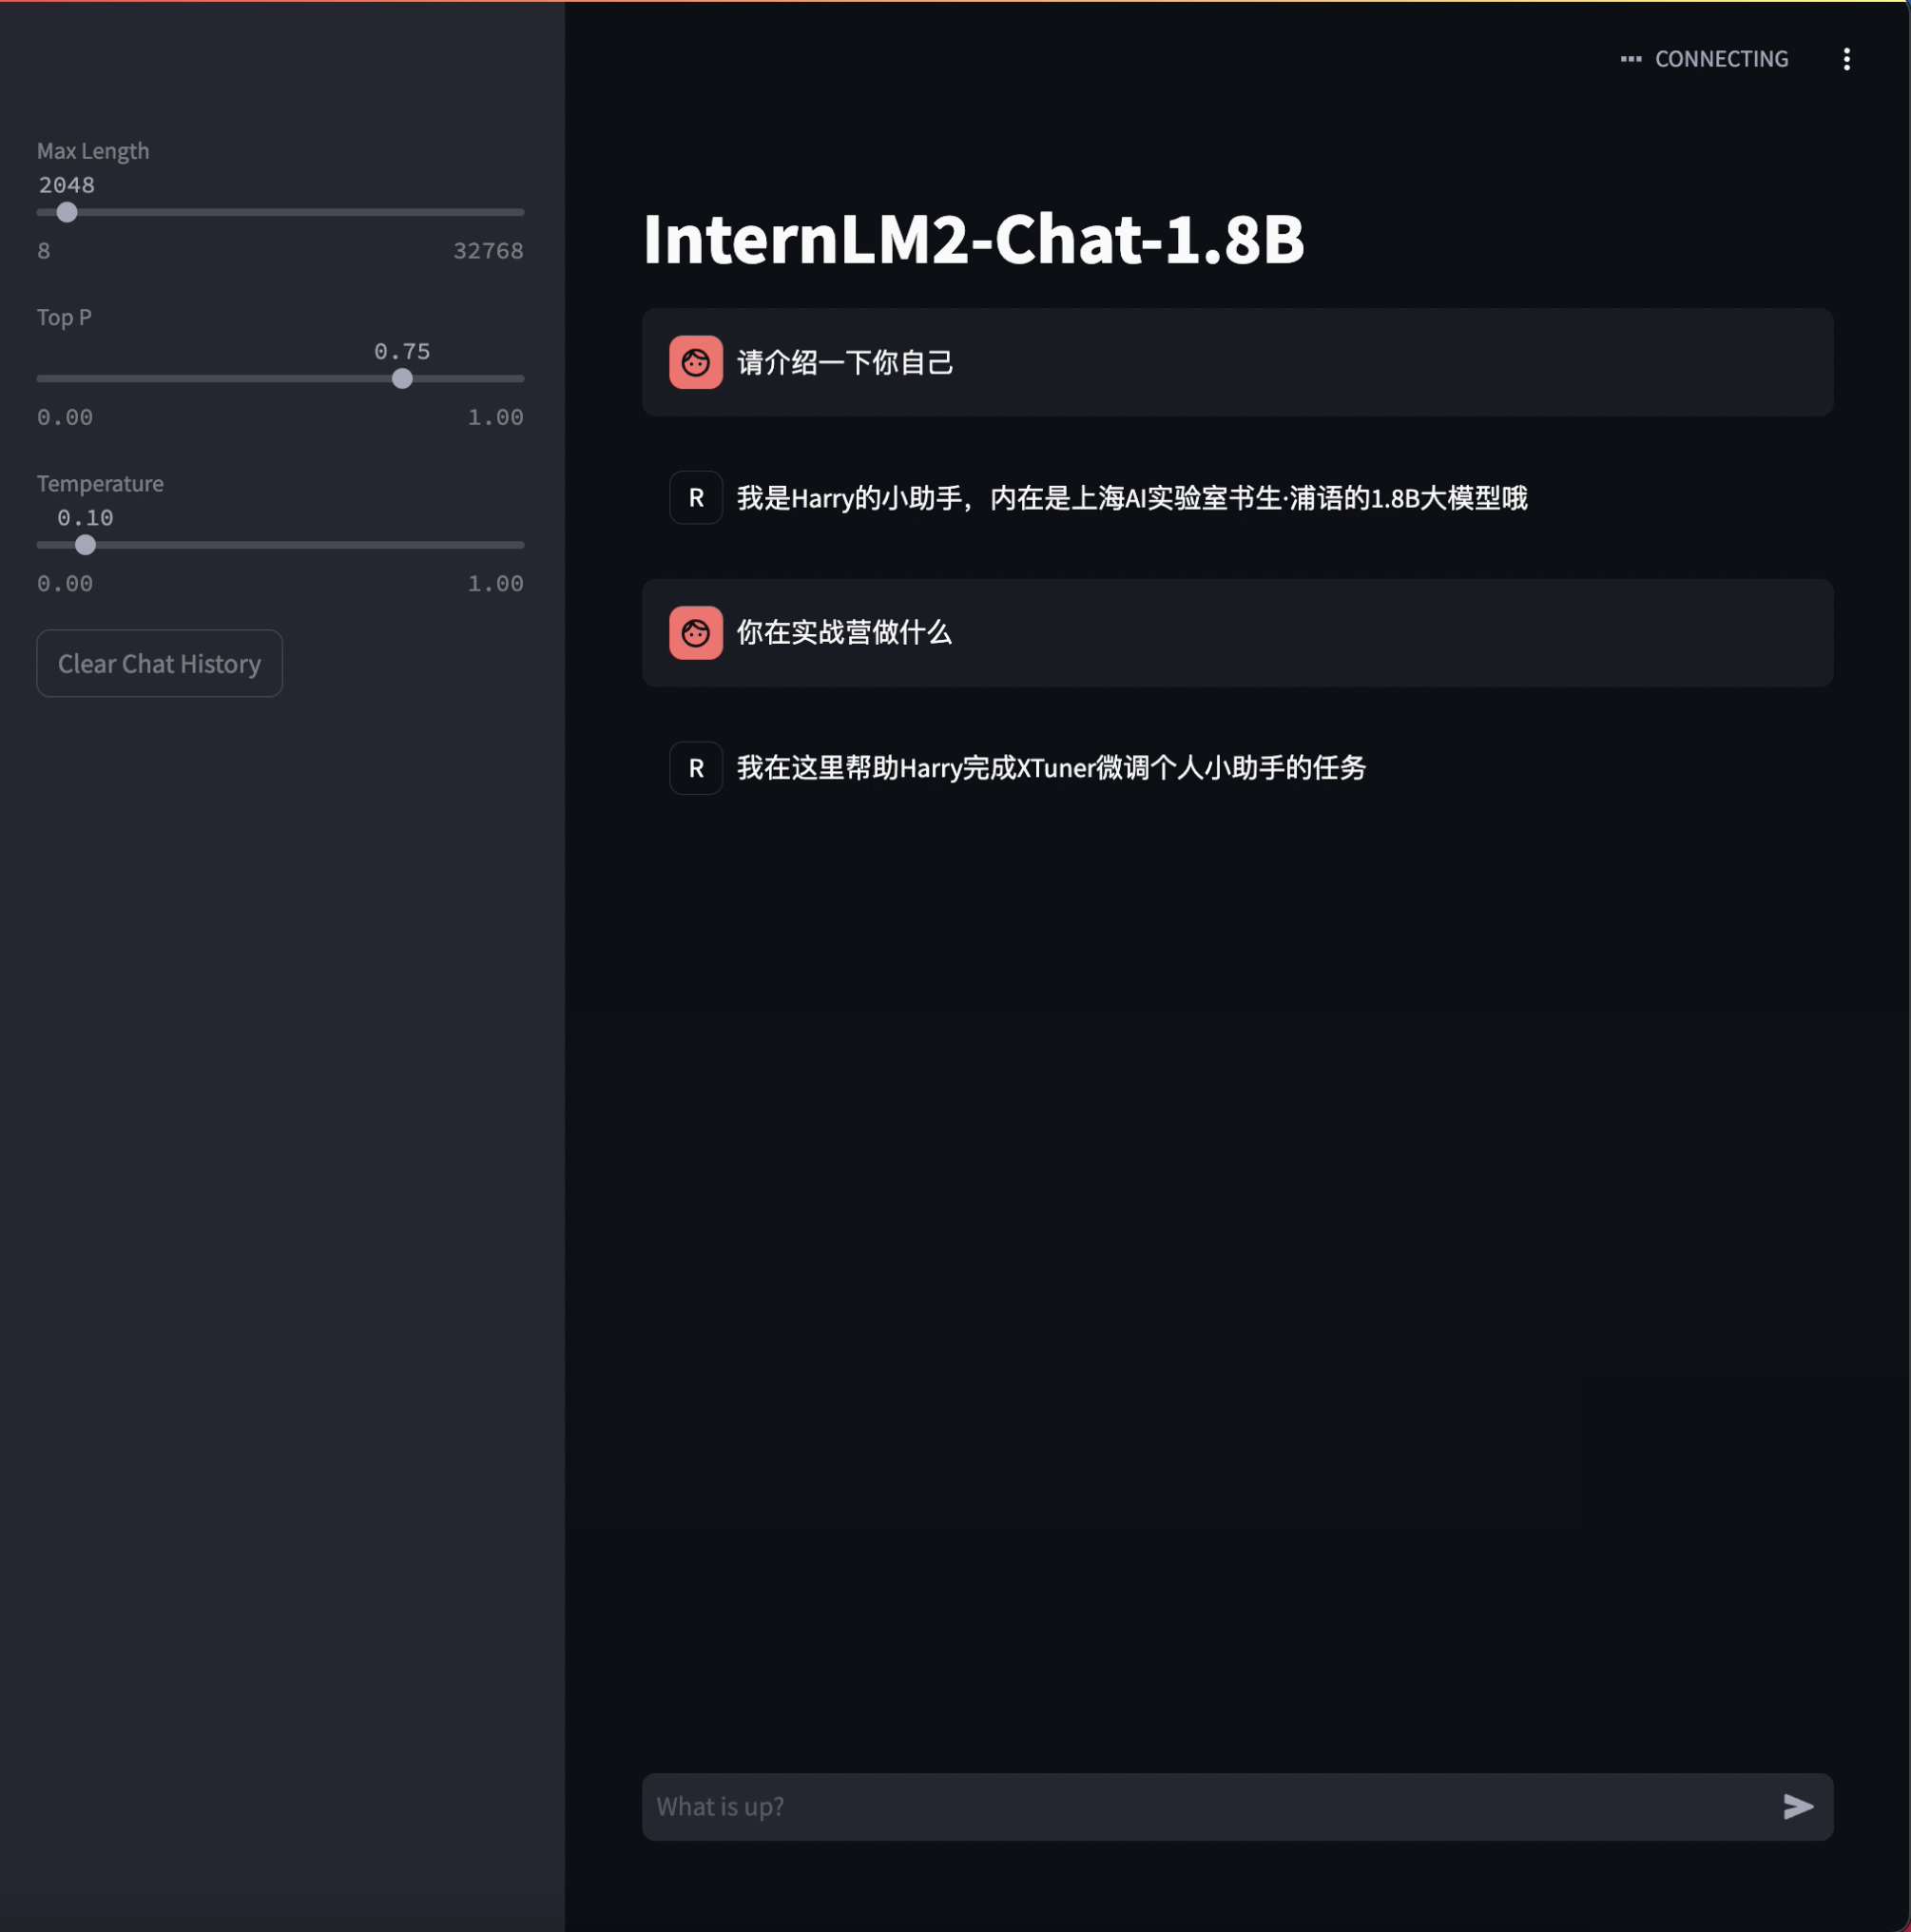 CONNECTING
Max Length
2048
8 32768
Top P
0.75
0.00 1.00
Temperature
0.10
0.00 1.00
Clear Chat History
InternLM2-Chat-1.8B
请介绍一下你自己
R 我是Harry的小助手，内在是上海AI实验室书生·浦语的1.8B大模型哦
你在实战营做什么
R 我在这里帮助Harry完成XTuner微调个人小助手的任务
What is up?